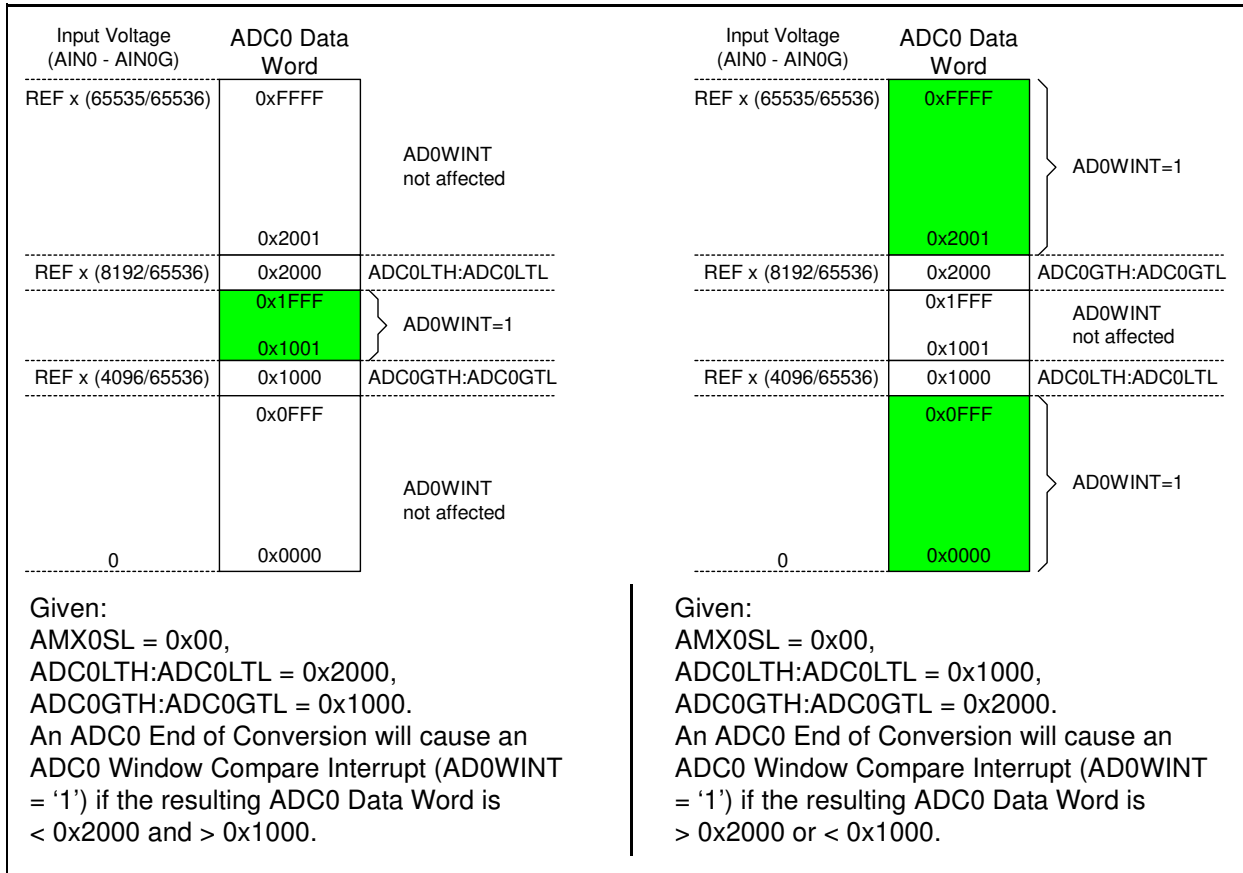 Input Voltage
(AIN0 - AIN0G)
ADC0 Data
Word
REF x (65535/65536)
0xFFFF
AD0WINT
not affected
0x2001
REF x (8192/65536)
0x2000
ADC0LTH:ADC0LTL
0x1FFF
AD0WINT=1
0x1001
REF x (4096/65536)
0x1000
ADC0GTH:ADC0GTL
0x0FFF
AD0WINT
not affected
0
0x0000
Given:
AMX0SL = 0x00,
ADC0LTH:ADC0LTL = 0x2000,
ADC0GTH:ADC0GTL = 0x1000.
An ADC0 End of Conversion will cause an
ADC0 Window Compare Interrupt (AD0WINT
= ‘1’) if the resulting ADC0 Data Word is
< 0x2000 and > 0x1000.
Input Voltage
(AIN0 - AIN0G)
ADC0 Data
Word
REF x (65535/65536)
0xFFFF
AD0WINT=1
0x2001
REF x (8192/65536)
0x2000
ADC0GTH:ADC0GTL
0x1FFF
AD0WINT
not affected
0x1001
REF x (4096/65536)
0x1000
ADC0LTH:ADC0LTL
0x0FFF
AD0WINT=1
0
0x0000
Given:
AMX0SL = 0x00,
ADC0LTH:ADC0LTL = 0x1000,
ADC0GTH:ADC0GTL = 0x2000.
An ADC0 End of Conversion will cause an
ADC0 Window Compare Interrupt (AD0WINT
= ‘1’) if the resulting ADC0 Data Word is
> 0x2000 or < 0x1000.